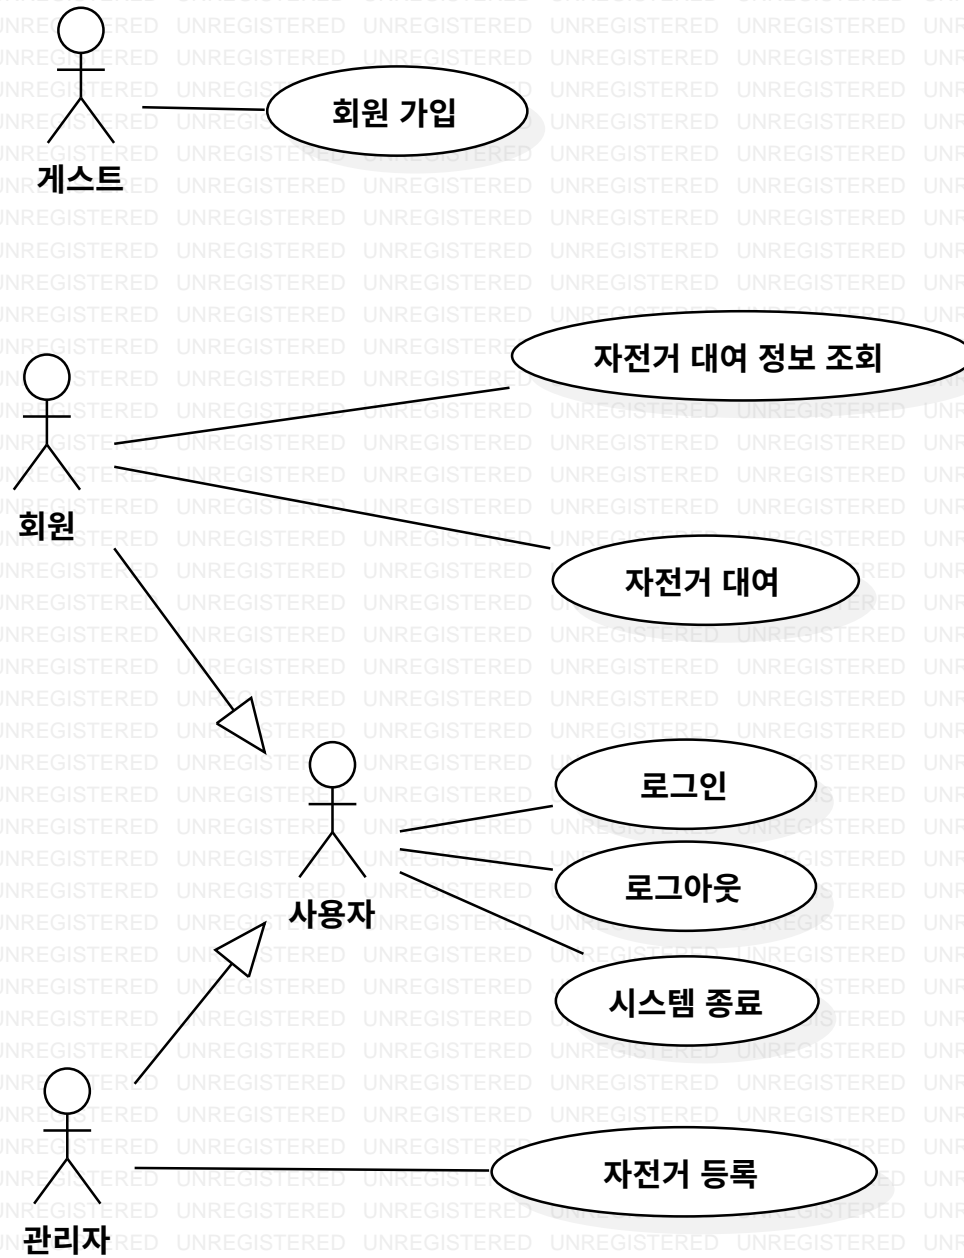 회원 가입
게스트
자전거 대여 정보 조회
회원
자전거 대여
로그인
로그아웃
사용자
시스템 종료
자전거 등록
관리자
UNREGISTERED